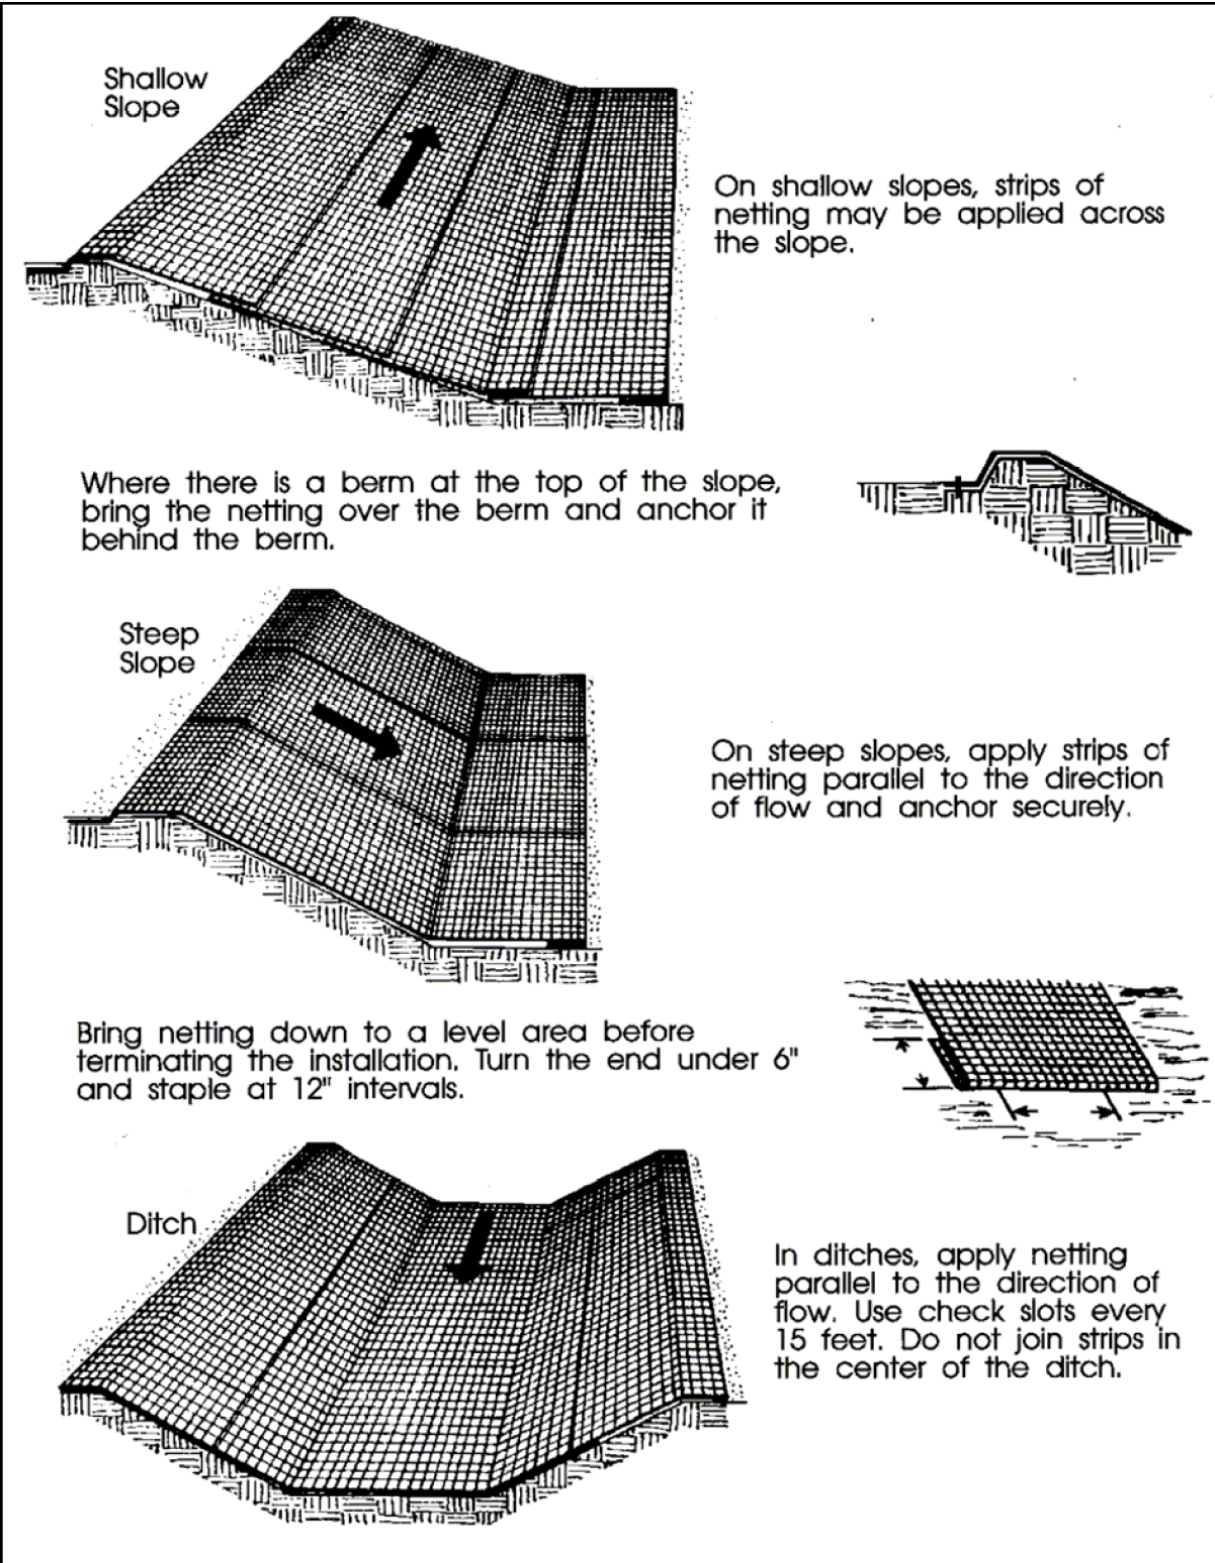 Shallow
Slope
On shallow slopes, strips of
netting may be applied across
the slope.
Where there is a berm at the top of the slope,
bring the netting over the berm and anchor it
behind the berm.
Steep
Slope
On steep slopes, apply strips of
netting parallel to the direction
of flow and anchor securely.
Bring netting down to a level area before
terminating the installation. Turn the end under 6"
and staple at 12" intervals.
Ditch
In ditches, apply netting
parallel to the direction of
flow. Use check slots every
15 feet. Do not join strips in
the center of the ditch.